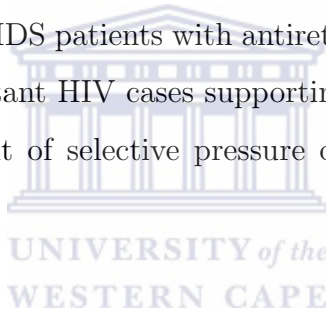 IDS patients with antiret
ant HIV cases supportin
t of selective pressure
UNIVERSITY of the
WESTERN CAPE